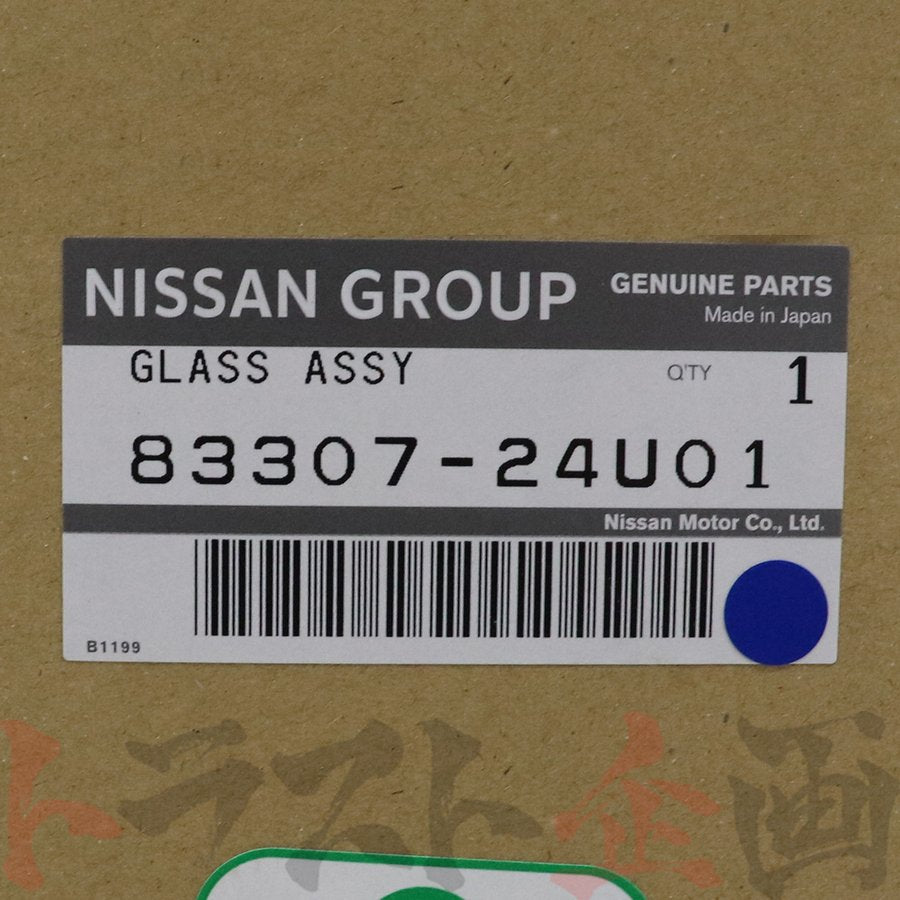 NISSAN GROUP
GENUINE PARTS
Made in Japan
GLASS ASSY
Q'TY
1
83307-24U01
Nissan Motor Co., Ltd.
B1199
トラスト企画